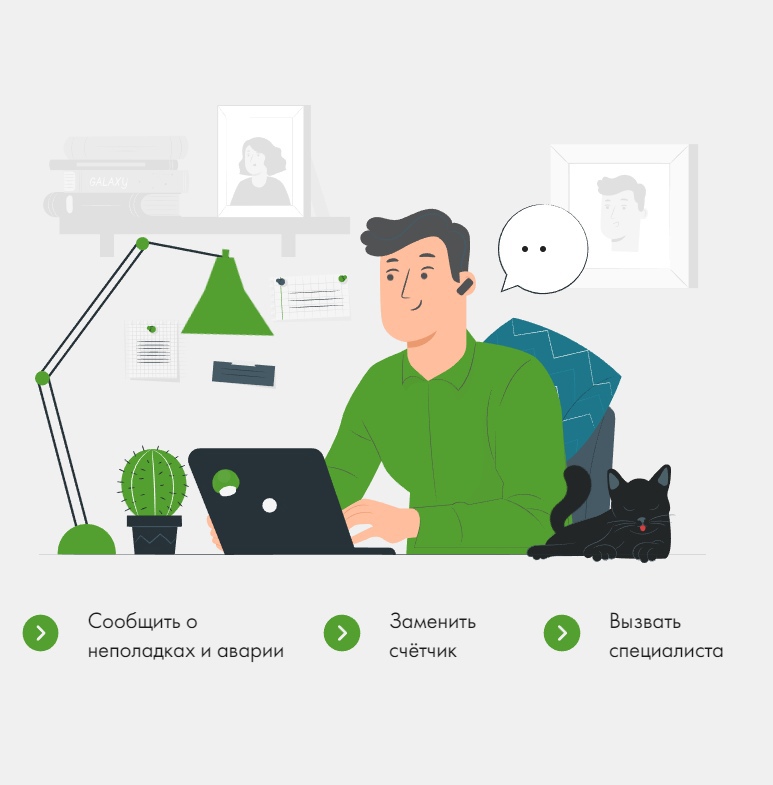 GALAXY
Сообщить о
неполадках и аварии
Заменить
счётчик
Вызвать
специалиста